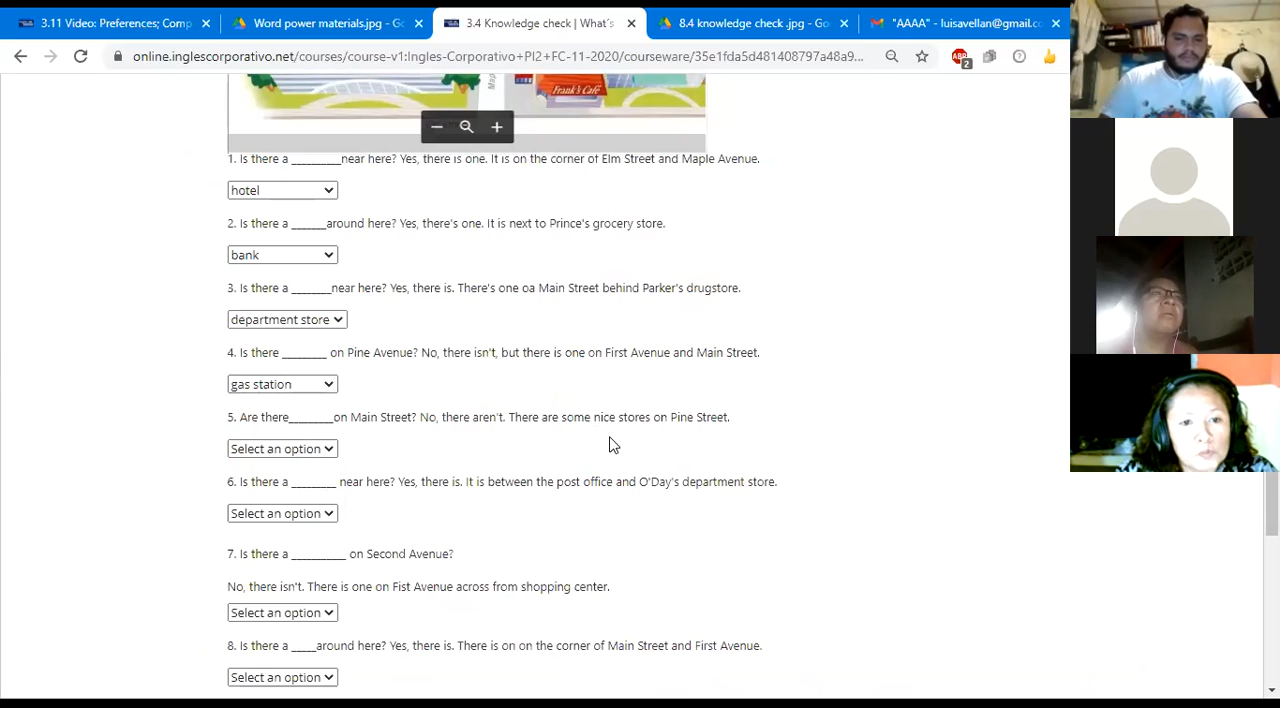 3.11 Video: Preferences; Comp
Word power materials.jpg - Go
3.4 Knowledge check | What´s
8.4 knowledge check .jpg - Go
"AAAA" - luisavellan@gmail.co
online.inglescorporativo.net/courses/course-v1:Ingles-Corporativo+PI2+FC-11-2020/courseware/35e1fda5d481408797a48a9...
2
Frank's Café
1. Is there a __________near here? Yes, there is one. It is on the corner of Elm Street and Maple Avenue.
hotel
2. Is there a _______around here? Yes, there's one. It is next to Prince's grocery store.
bank
3. Is there a ________near here? Yes, there is. There's one oa Main Street behind Parker's drugstore.
department store
4. Is there _________ on Pine Avenue? No, there isn't, but there is one on First Avenue and Main Street.
gas station
5. Are there_________on Main Street? No, there aren't. There are some nice stores on Pine Street.
Select an option
6. Is there a _________ near here? Yes, there is. It is between the post office and O'Day's department store.
Select an option
7. Is there a ___________ on Second Avenue?
No, there isn't. There is one on Fist Avenue across from shopping center.
Select an option
8. Is there a _____around here? Yes, there is. There is on on the corner of Main Street and First Avenue.
Select an option